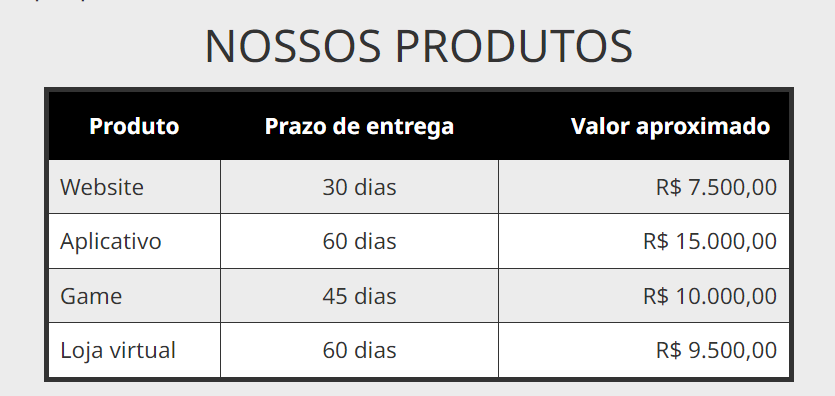 NOSSOS PRODUTOS
Produto Prazo de entrega Valor aproximado
Website 30 dias R$ 7.500,00
Aplicativo 60 dias R$ 15.000,00
Game 45 dias R$ 10.000,00
Loja virtual 60 dias R$ 9.500,00